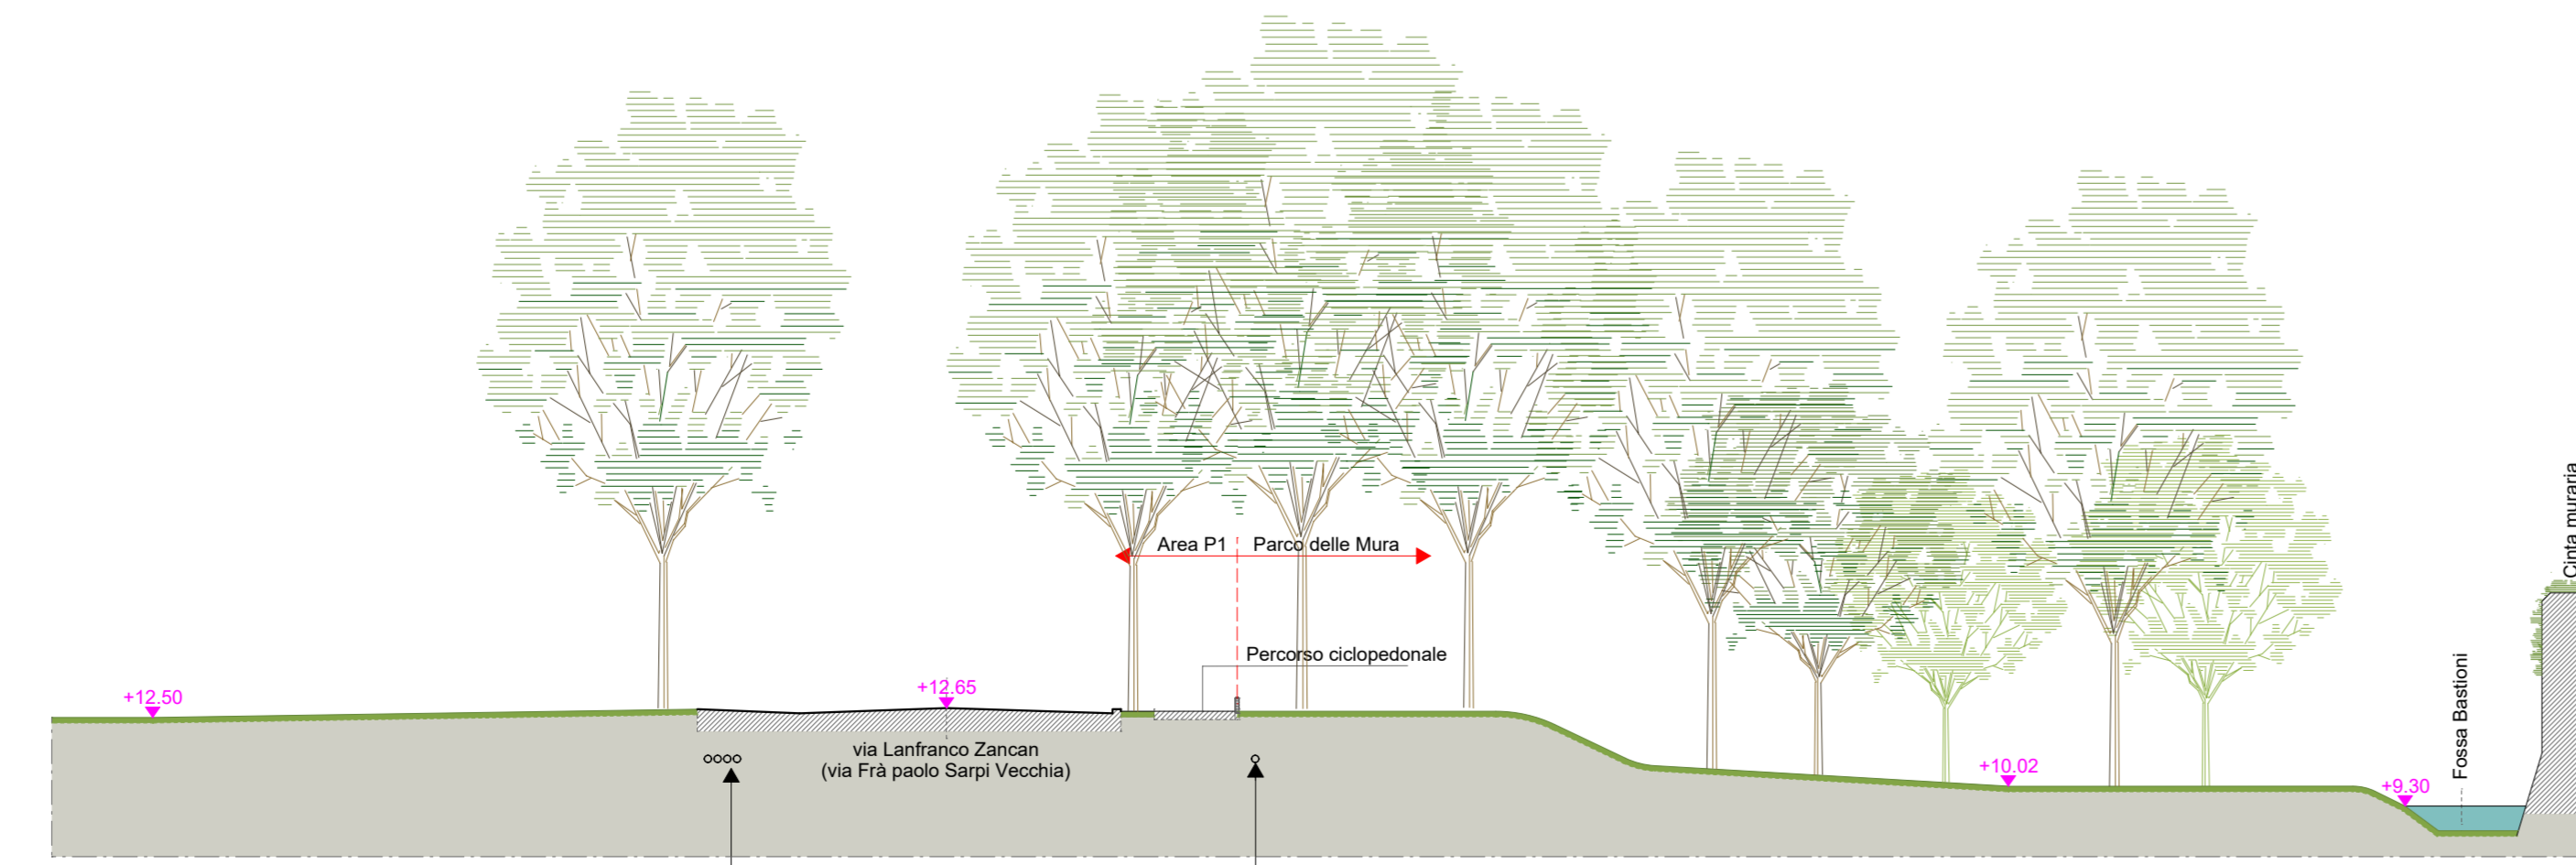 Area P1
Parco delle Mura
Percorso ciclopedonale
+12.50
+12.65
via Lanfranco Zancan
(via Frà paolo Sarpi Vecchia)
+10.02
+9.30
Fossa Bastioni
Cinta muraria